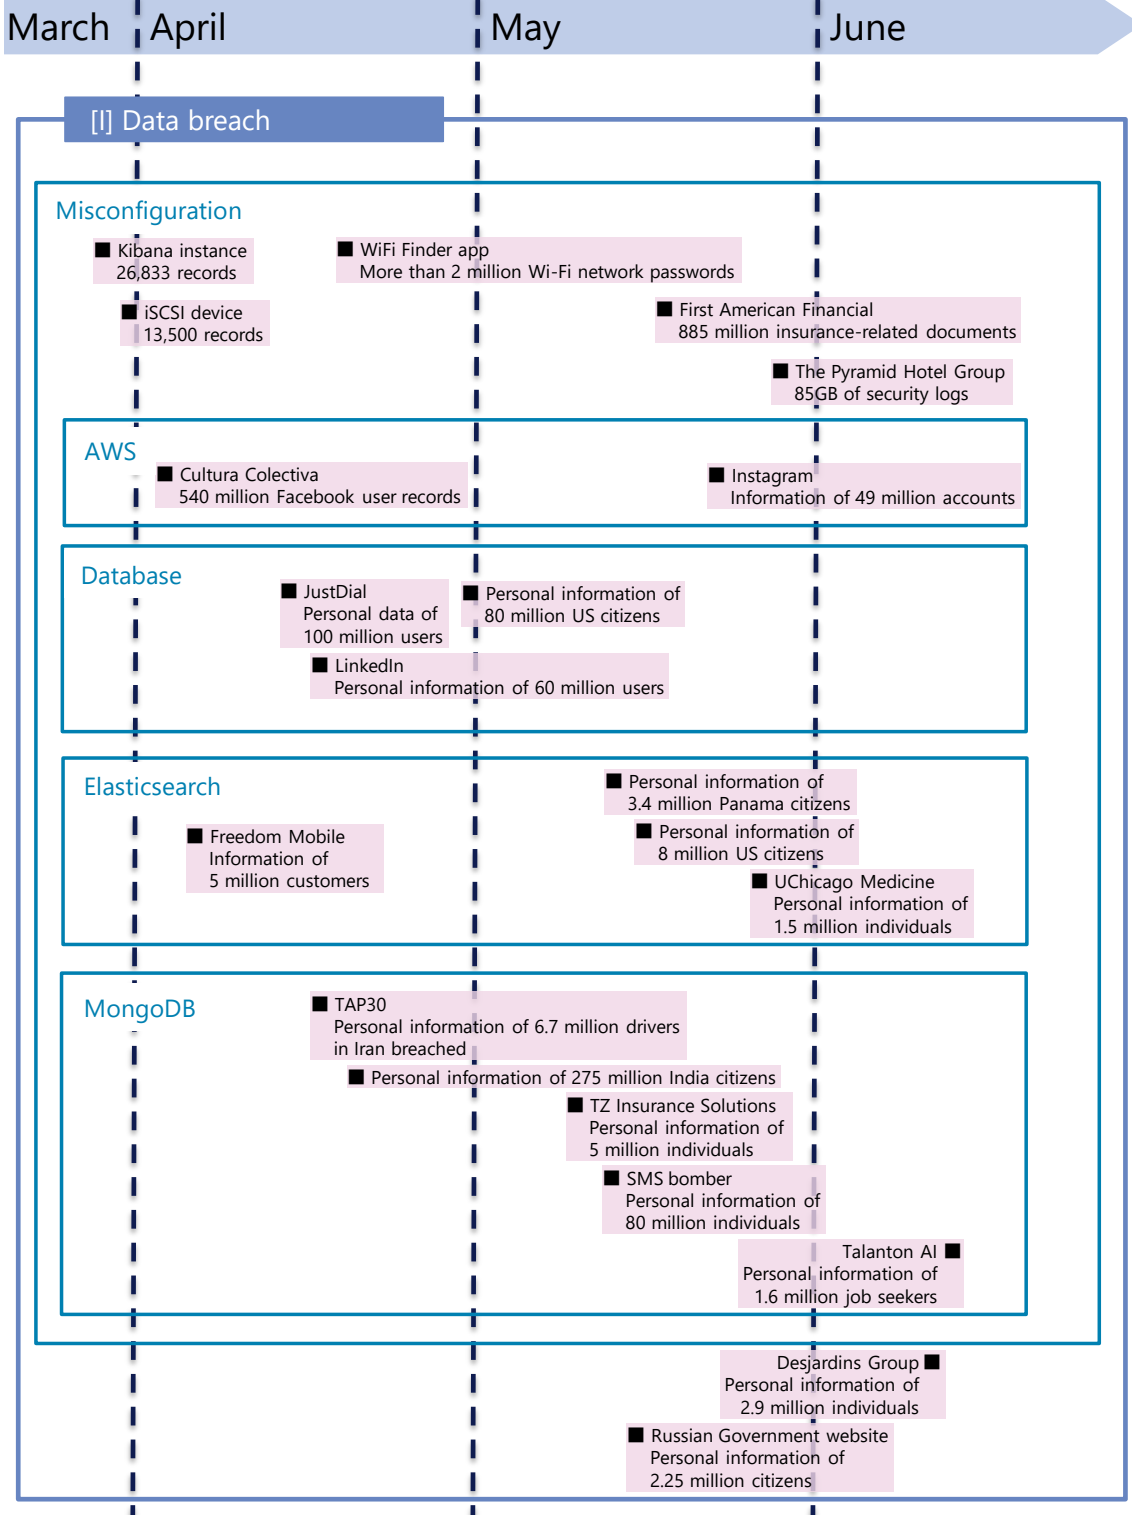 March
April
May
June
[I] Data breach
Misconfiguration
■ Kibana instance
26,833 records
■ WiFi Finder app
More than 2 million Wi-Fi network passwords
■ iSCSI device
13,500 records
■ First American Financial
885 million insurance-related documents
■ The Pyramid Hotel Group
85GB of security logs
AWS
■ Cultura Colectiva
540 million Facebook user records
■ Instagram
Information of 49 million accounts
Database
■ JustDial
Personal data of
100 million users
■ Personal information of
80 million US citizens
■ LinkedIn
Personal information of 60 million users
Elasticsearch
■ Personal information of
3.4 million Panama citizens
■ Freedom Mobile
Information of
5 million customers
■ Personal information of
8 million US citizens
■ UChicago Medicine
Personal information of
1.5 million individuals
MongoDB
■ TAP30
Personal information of 6.7 million drivers
in Iran breached
■ Personal information of 275 million India citizens
■ TZ Insurance Solutions
Personal information of
5 million individuals
■ SMS bomber
Personal information of
80 million individuals
Talanton AI ■
Personal information of
1.6 million job seekers
Desjardins Group ■
Personal information of
2.9 million individuals
■ Russian Government website
Personal information of
2.25 million citizens